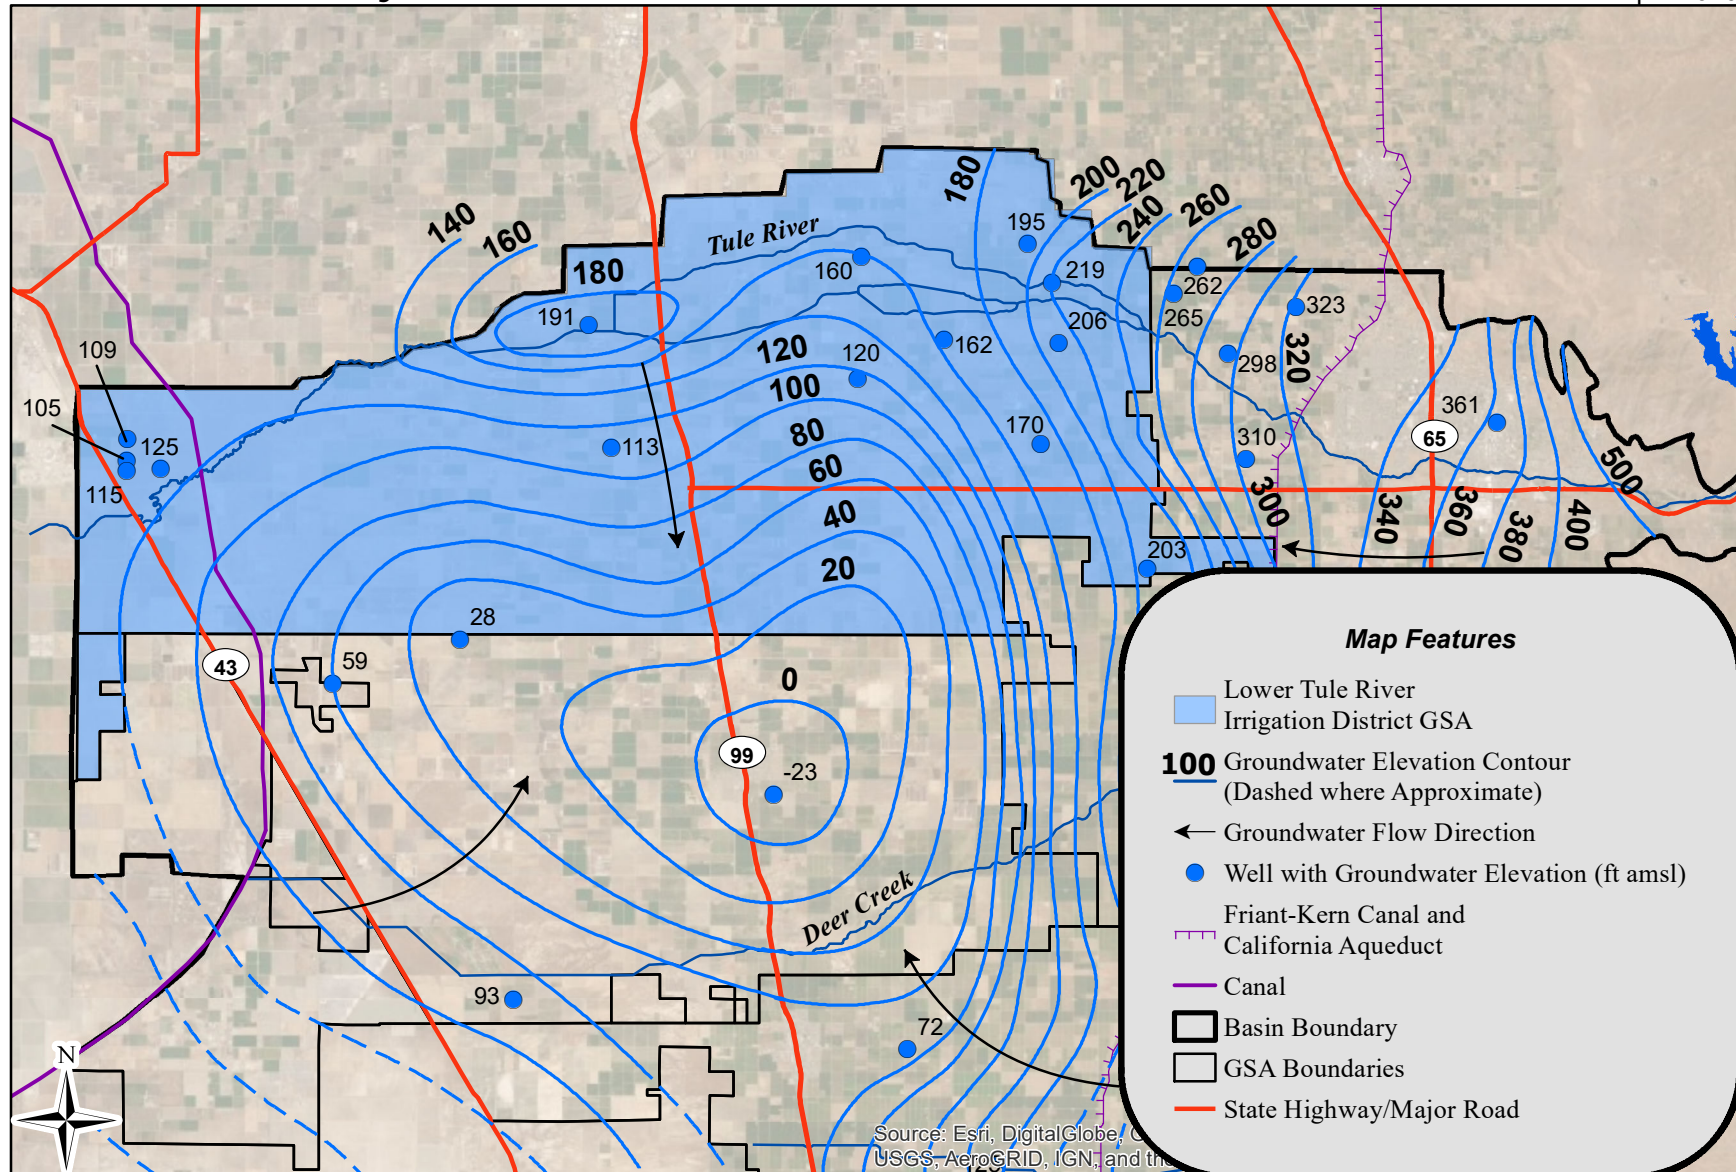 180
200
220
240
260
280
140
160
180
Tule River
195
160
219
262
265
323
191
206
162
120
120
298
320
109
100
105
125
80
113
170
361
310
65
60
115
500
300
340
360
380
400
40
203
20
28
43
59
0
99
-23
Deer Creek
93
72
N
Map Features
Lower Tule River
Irrigation District GSA
100 Groundwater Elevation Contour
(Dashed where Approximate)
Groundwater Flow Direction
Well with Groundwater Elevation (ft amsl)
Friant-Kern Canal and
California Aqueduct
Canal
Basin Boundary
GSA Boundaries
State Highway/Major Road
Source: Esri, DigitalGlobe,
USGS, AeroGRID, IGN, and